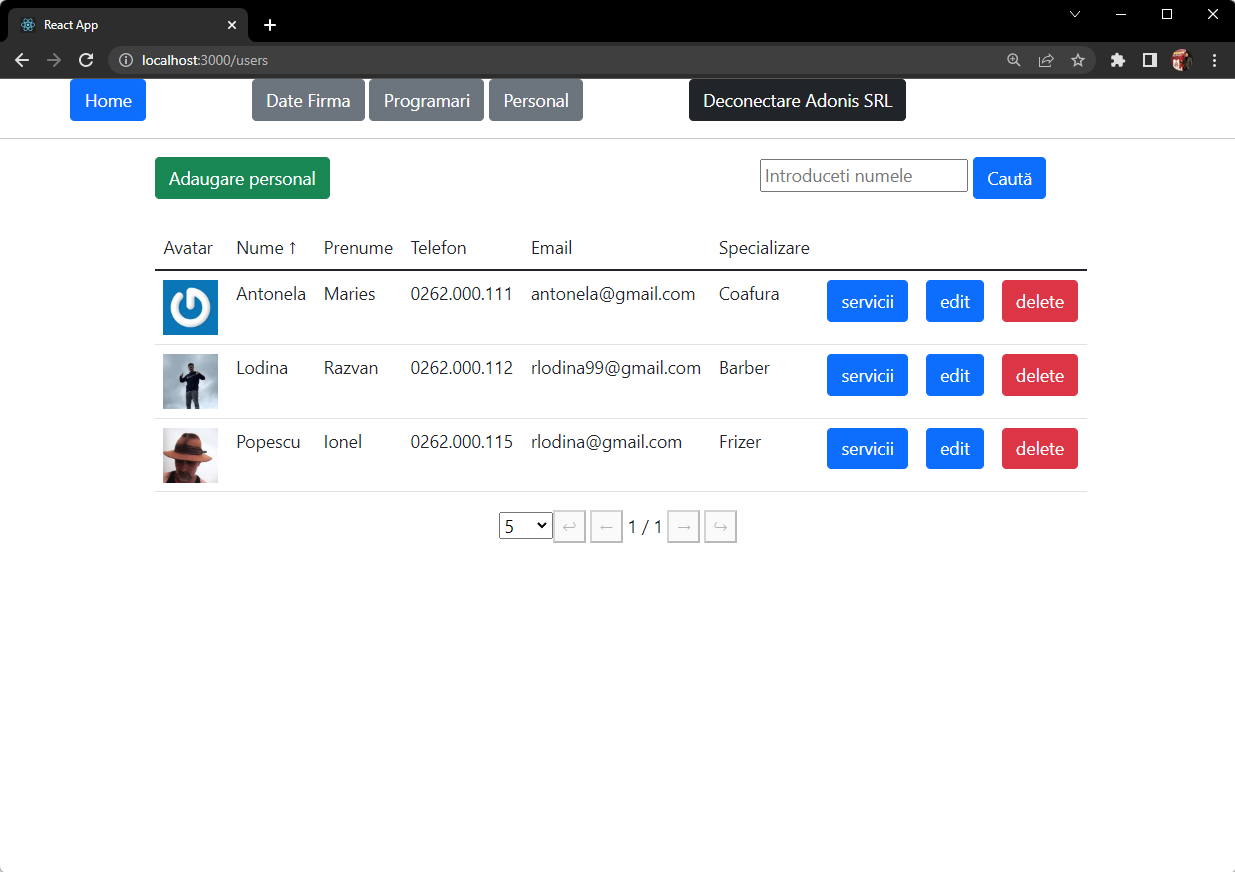 React App
localhost:3000/users
Home Date Firma Programari Personal Deconectare Adonis SRL
Adaugare personal Introduceti numele Caută
Avatar Nume ↑ Prenume Telefon Email Specializare
Antonela Maries 0262.000.111 antonela@gmail.com Coafura servicii edit delete
Lodina Razvan 0262.000.112 rlodina99@gmail.com Barber servicii edit delete
Popescu Ionel 0262.000.115 rlodina@gmail.com Frizer servicii edit delete
5 ↩ ← 1 / 1 → ↪